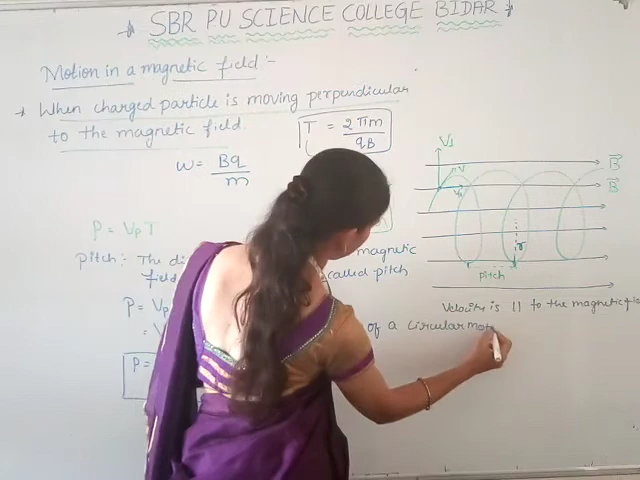 SBR PU SCIENCE COLLEGE BIDAR
Motion in a magnetic field :-
When charged particle is moving perpendicular
to the magnetic field.
T = 2πm / qB
ω = Bq / m
P = VpT
Pitch : The di magnetic
field called pitch
P = Vp
=
P =
V⊥
V
B
B
r
pitch
Velocity is || to the magnetic
of a circular mot